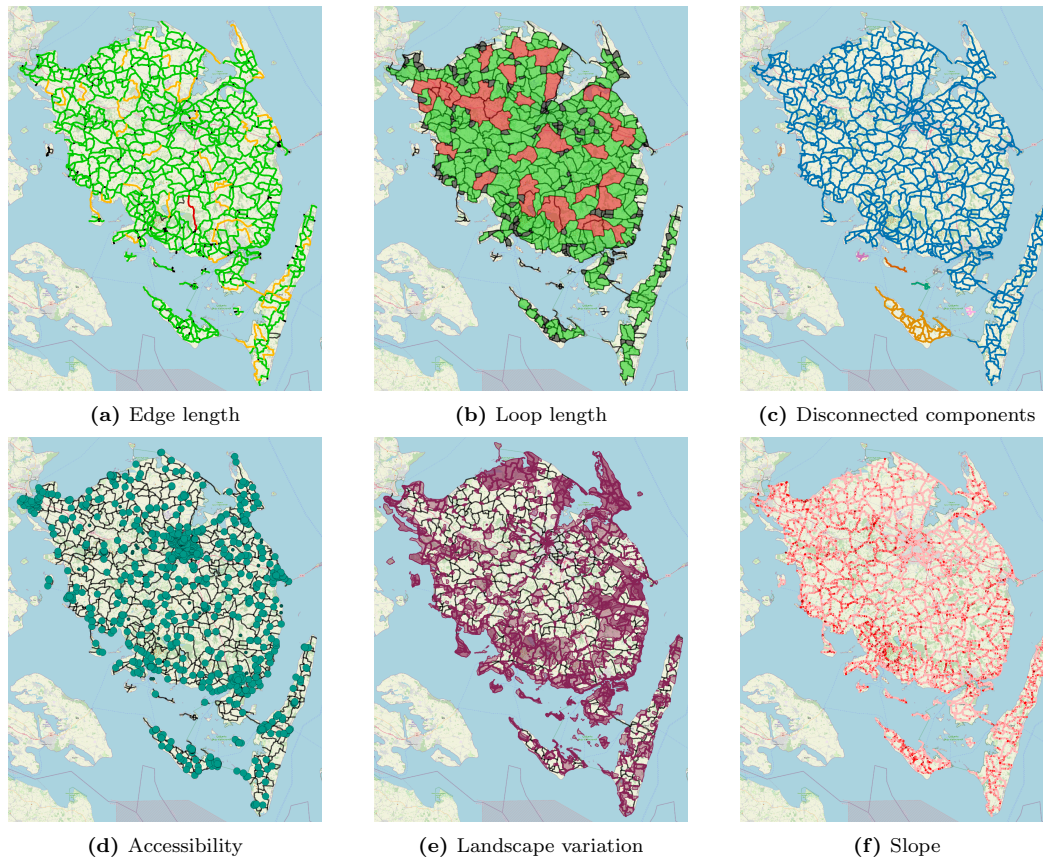 (a) Edge length
(b) Loop length
(c) Disconnected components
(d) Accessibility
(e) Landscape variation
(f) Slope